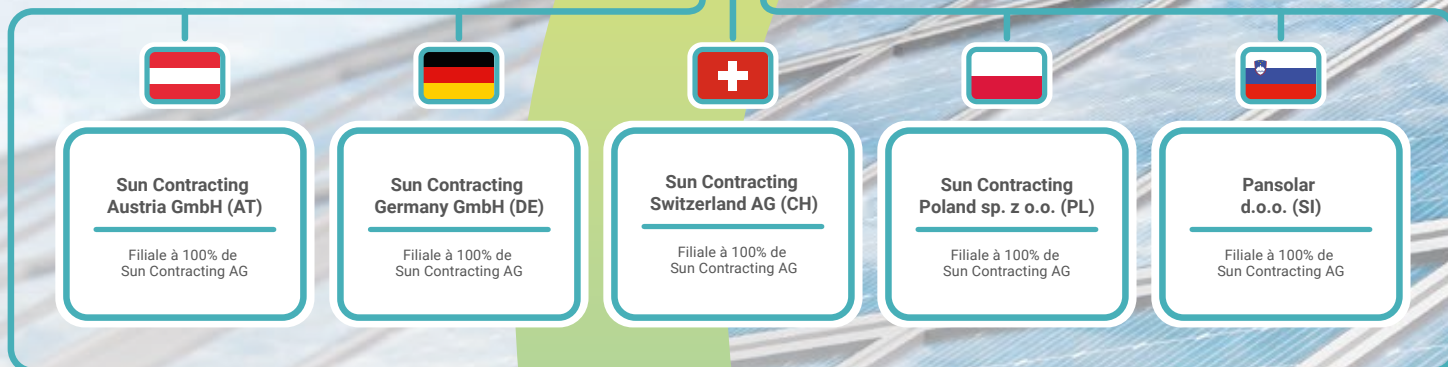 Sun Contracting
Austria GmbH (AT)
Filiale à 100% de
Sun Contracting AG
Sun Contracting
Germany GmbH (DE)
Filiale à 100% de
Sun Contracting AG
Sun Contracting
Switzerland AG (CH)
Filiale à 100% de
Sun Contracting AG
Sun Contracting
Poland sp. z o.o. (PL)
Filiale à 100% de
Sun Contracting AG
Pansolar
d.o.o. (SI)
Filiale à 100% de
Sun Contracting AG